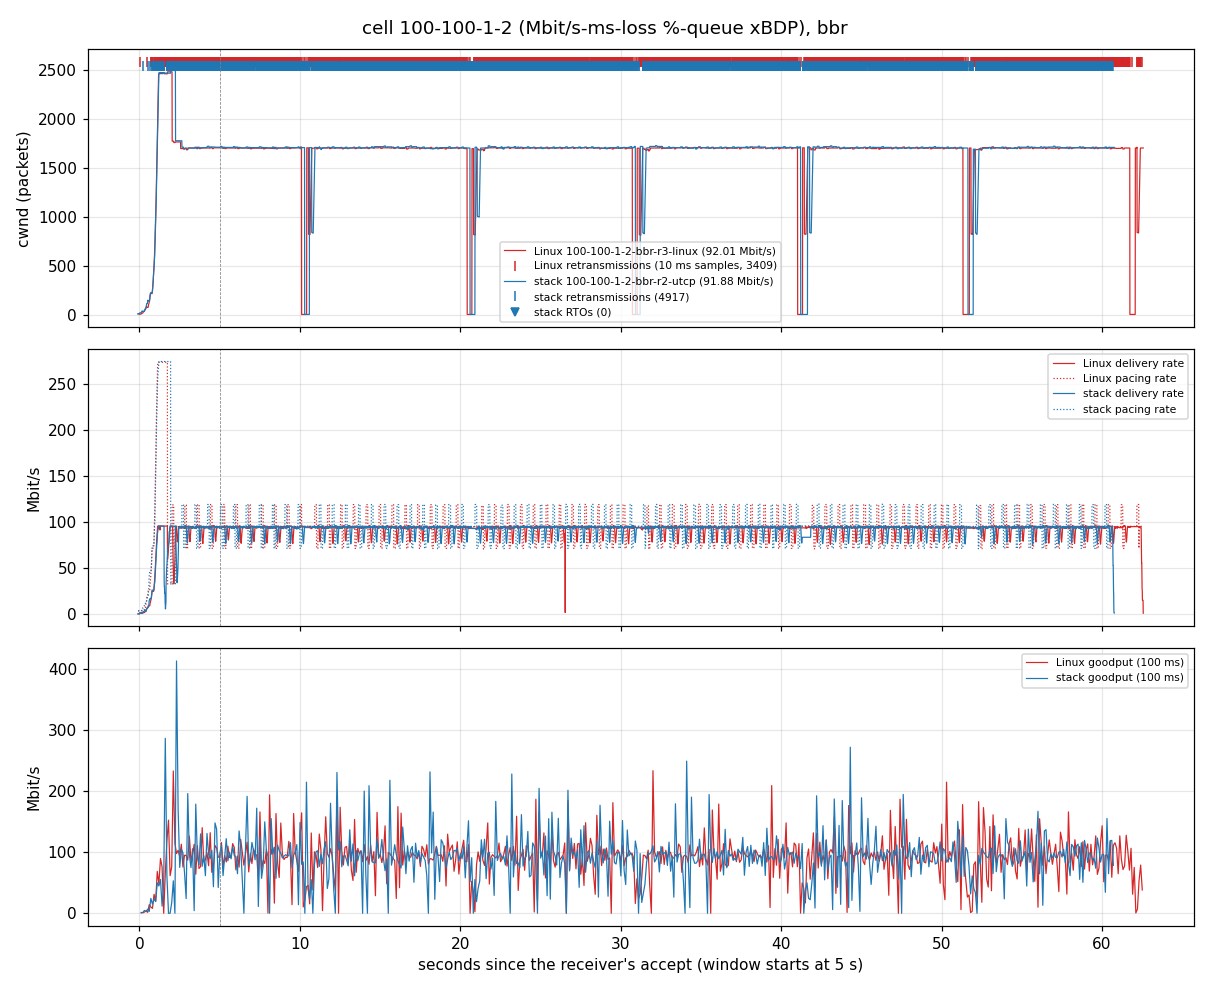 cell 100-100-1-2 (Mbit/s-ms-loss %-queue xBDP), bbr
2500
2000
1500
1000
500
0
cwnd (packets)
Linux 100-100-1-2-bbr-r3-linux (92.01 Mbit/s)
Linux retransmissions (10 ms samples, 3409)
stack 100-100-1-2-bbr-r2-utcp (91.88 Mbit/s)
stack retransmissions (4917)
stack RTOs (0)
250
200
150
100
50
0
Mbit/s
Linux delivery rate
Linux pacing rate
stack delivery rate
stack pacing rate
400
300
200
100
0
Mbit/s
Linux goodput (100 ms)
stack goodput (100 ms)
0 10 20 30 40 50 60
seconds since the receiver's accept (window starts at 5 s)